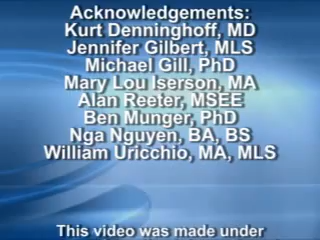 Acknowledgements:
Kurt Denninghoff, MD
Jennifer Gilbert, MLS
Michael Gill, PhD
Mary Lou Iserson, MA
Alan Reeter, MSEE
Ben Munger, PhD
Nga Nguyen, BA, BS
William Uricchio, MA, MLS
This video was made under